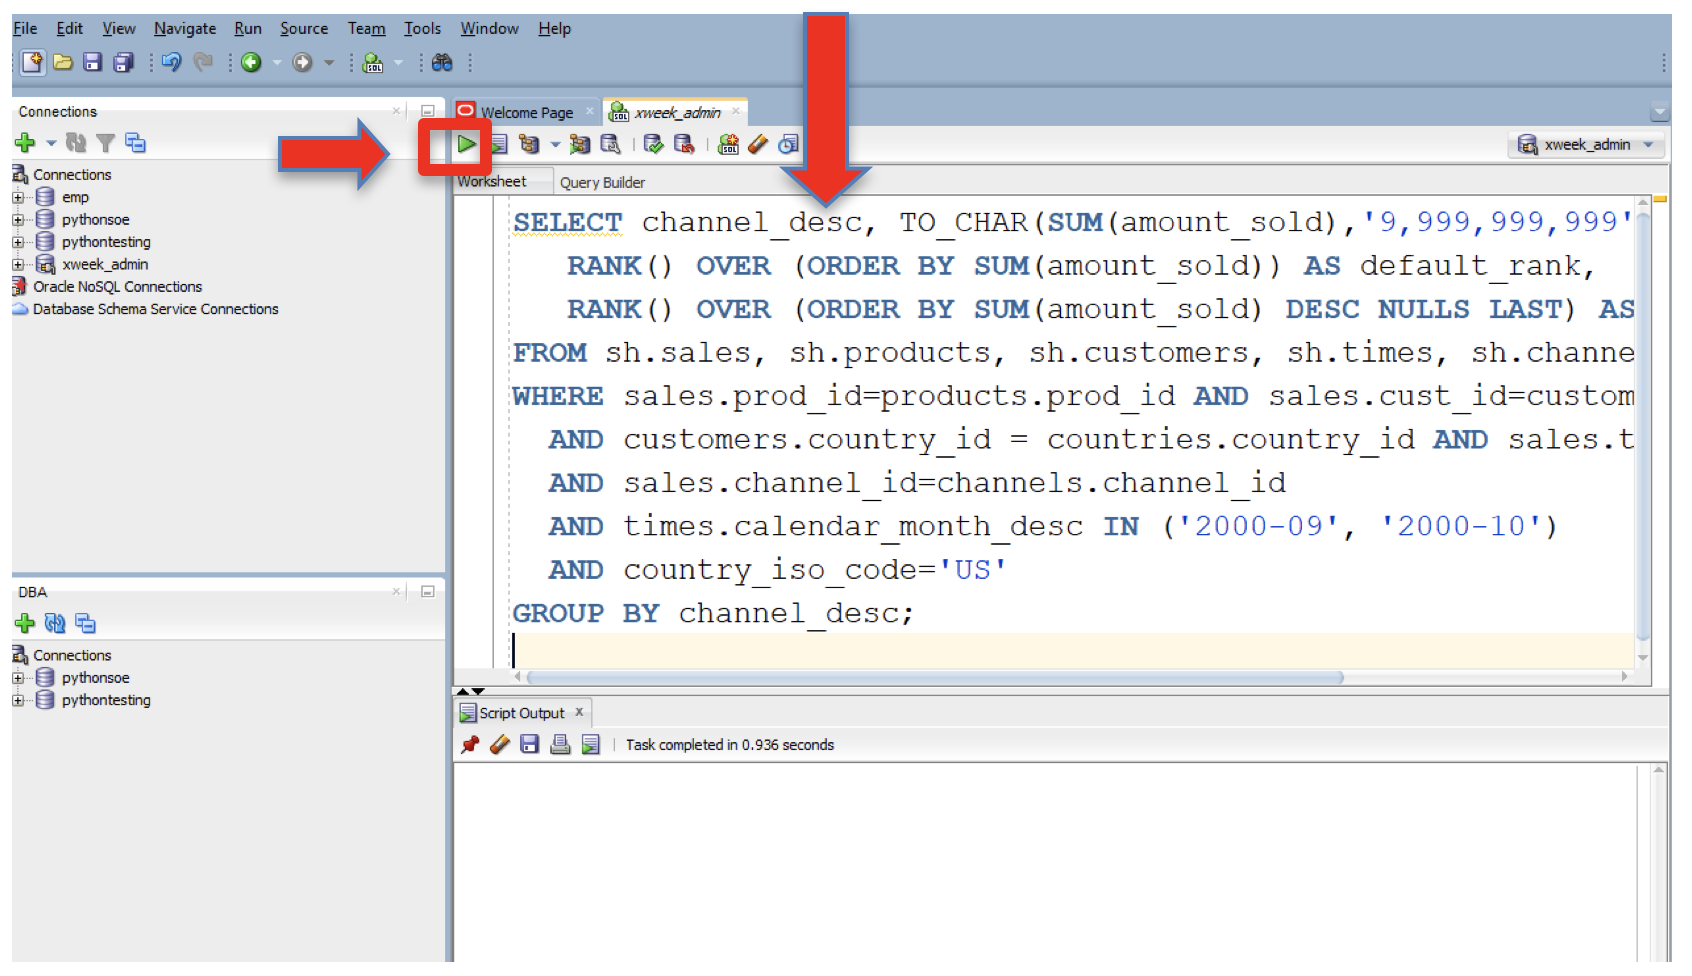 File Edit View Navigate Run Source Team Tools Window Help
Connections
Welcome Page
xweek_admin
xweek_admin
Connections
emp
pythonsoe
pythontesting
xweek_admin
Oracle NoSQL Connections
Database Schema Service Connections
Worksheet Query Builder
SELECT channel_desc, TO_CHAR(SUM(amount_sold),'9,999,999,999'
RANK() OVER (ORDER BY SUM(amount_sold)) AS default_rank,
RANK() OVER (ORDER BY SUM(amount_sold) DESC NULLS LAST) AS
FROM sh.sales, sh.products, sh.customers, sh.times, sh.channe
WHERE sales.prod_id=products.prod_id AND sales.cust_id=custom
AND customers.country_id = countries.country_id AND sales.t
AND sales.channel_id=channels.channel_id
AND times.calendar_month_desc IN ('2000-09', '2000-10')
AND country_iso_code='US'
GROUP BY channel_desc;
DBA
Connections
pythonsoe
pythontesting
Script Output
Task completed in 0.936 seconds